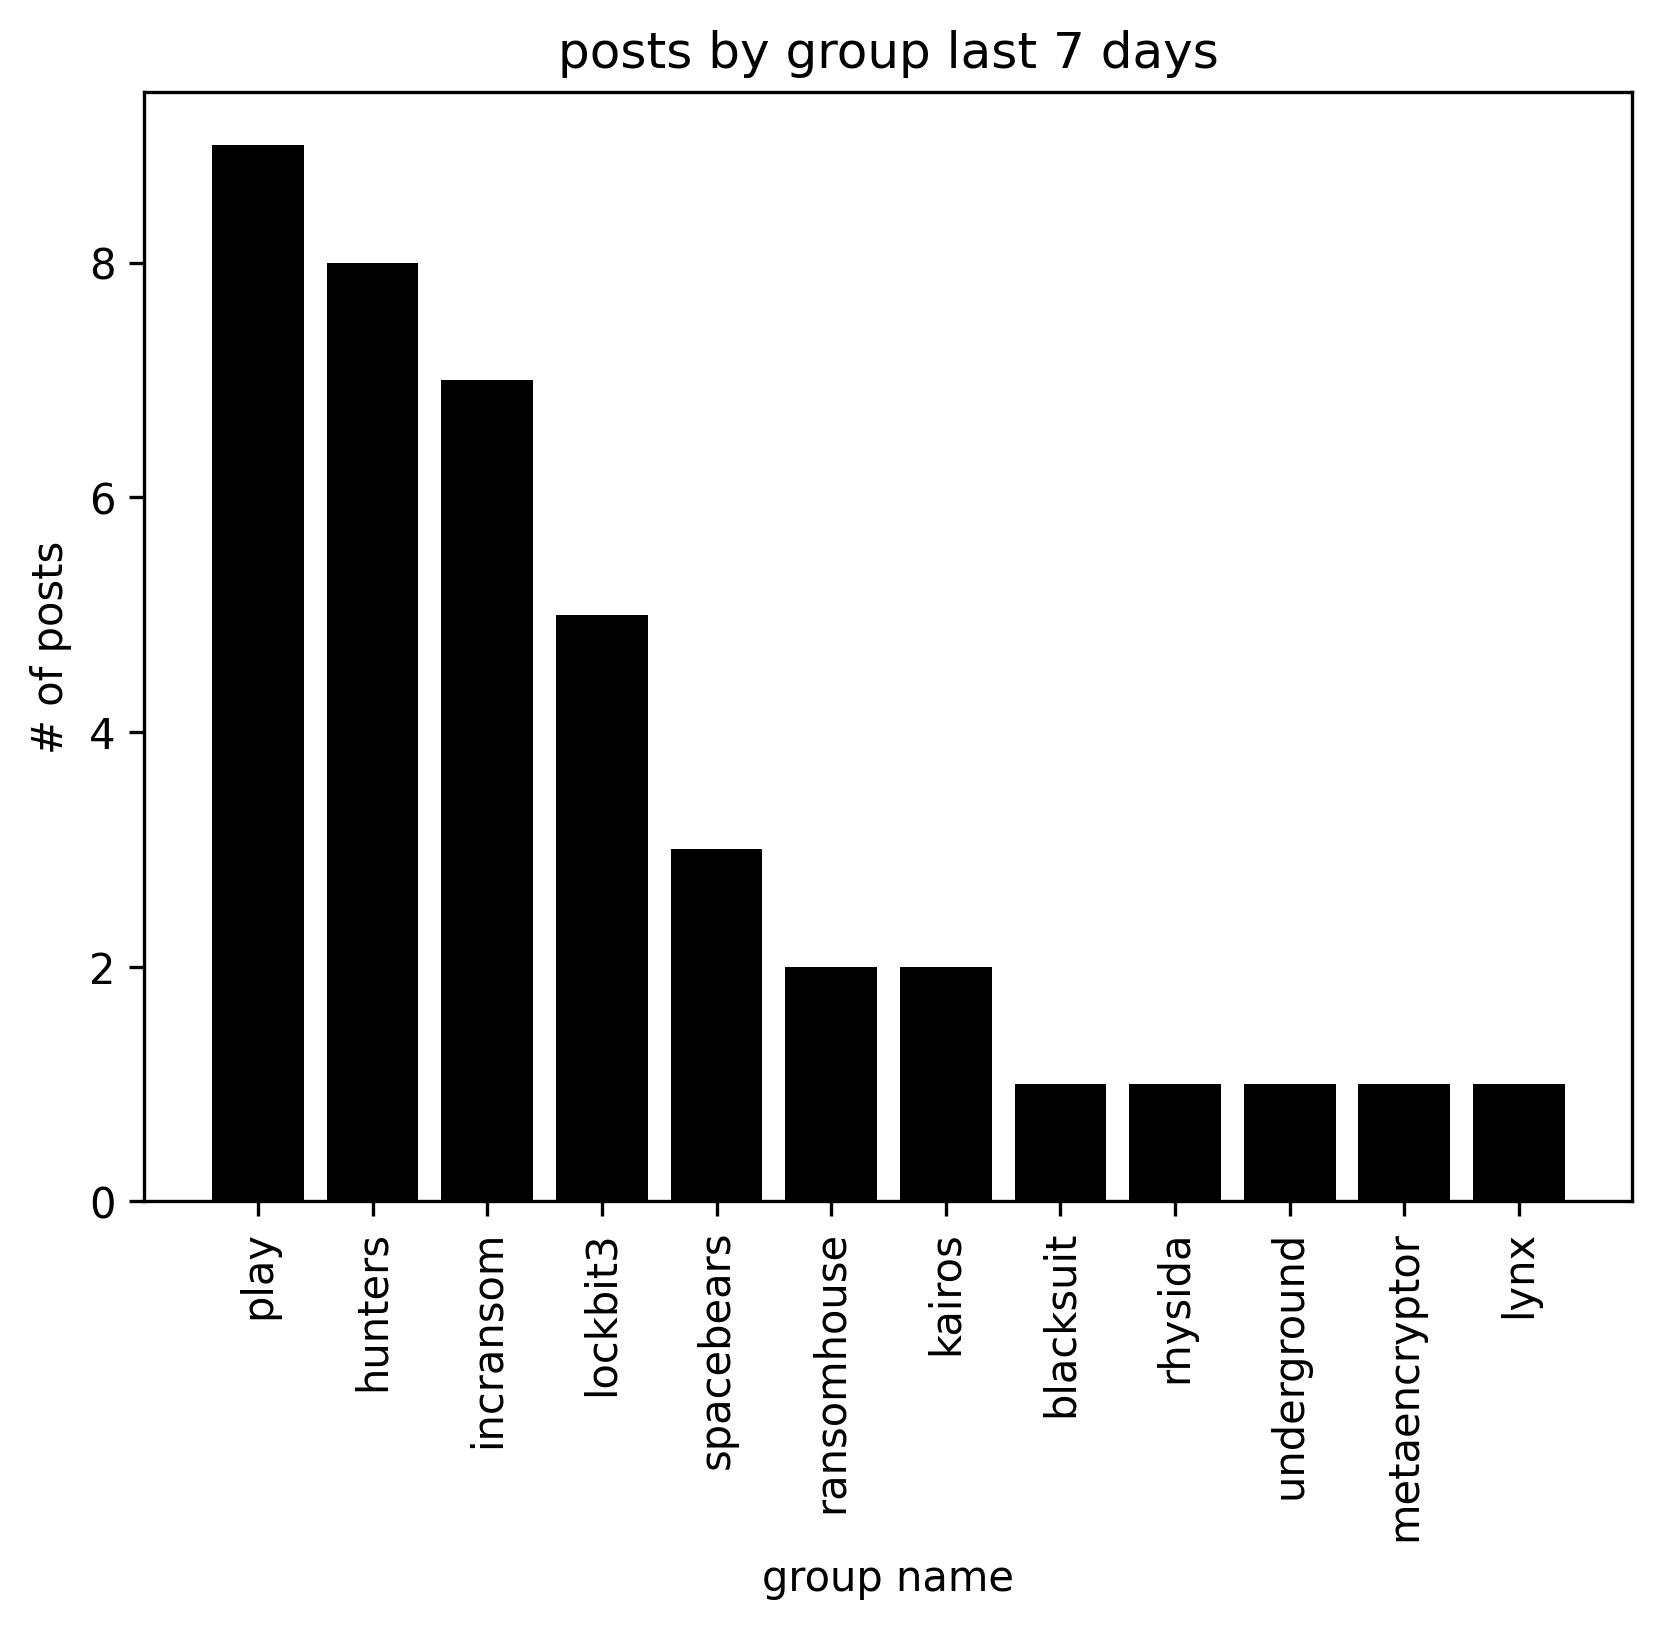 posts by group last 7 days
# of posts
8
6
4
2
0
play
hunters
incransom
lockbit3
spacebears
ransomhouse
kairos
blacksuit
rhysida
underground
metaencryptor
lynx
group name